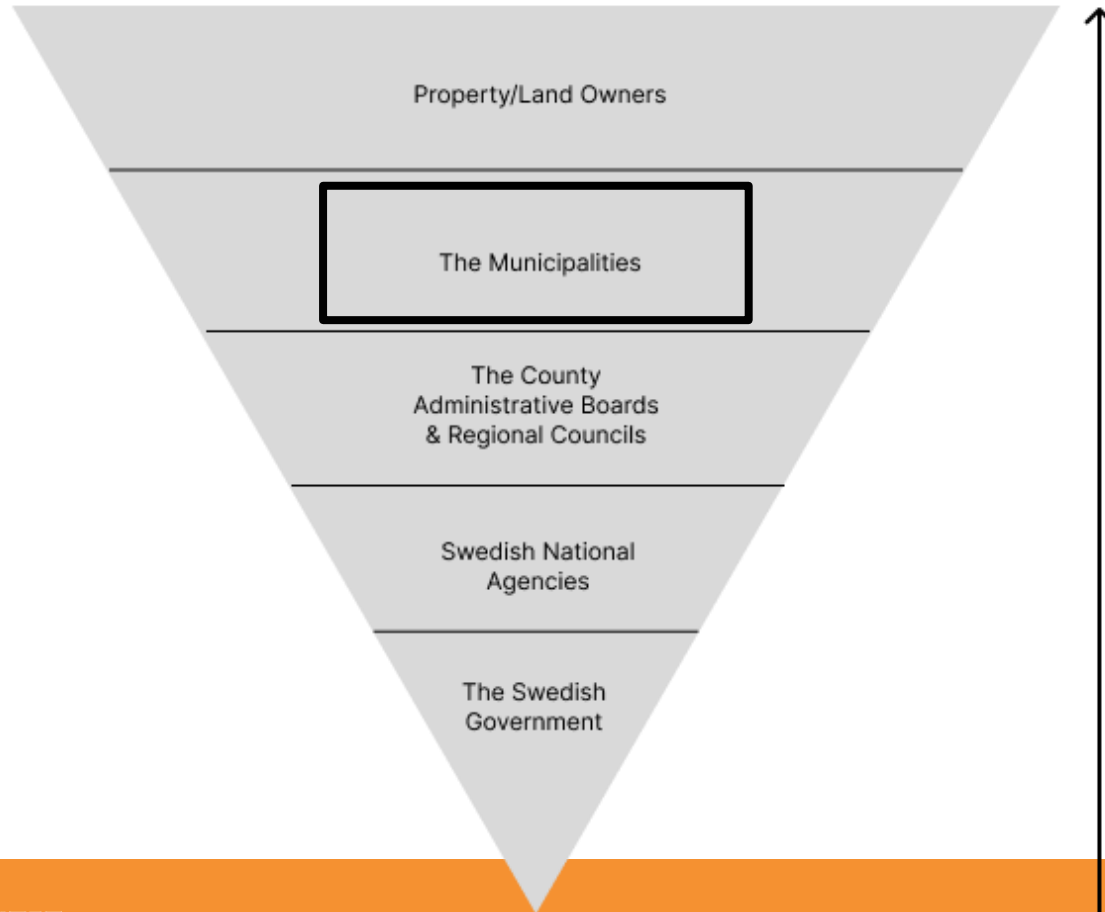 Property/Land Owners
The Municipalities
The County
Administrative Boards
& Regional Councils
Swedish National
Agencies
The Swedish
Government